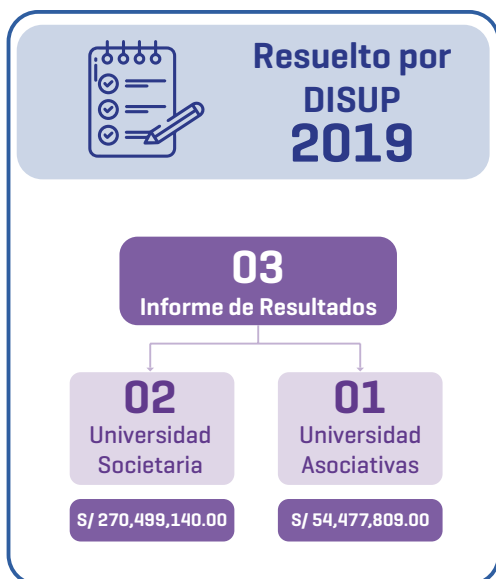 Resuelto por
DISUP
2019
03
Informe de Resultados
02
Universidad
Societaria
01
Universidad
Asociativas
S/ 270,499,140.00
S/ 54,477,809.00